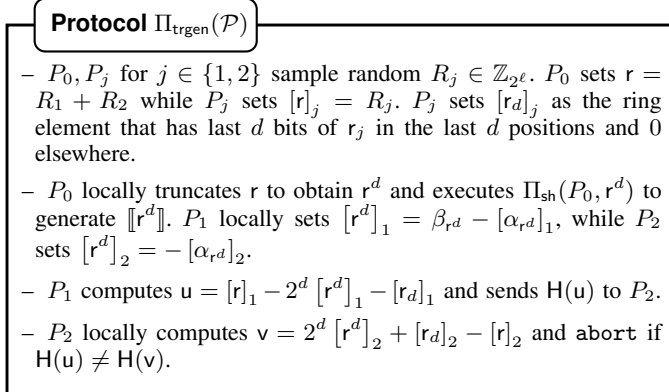 Protocol Π_trgen(𝒫)
– P_0, P_j for j ∈ {1, 2} sample random R_j ∈ ℤ_{2^ℓ}. P_0 sets r =
R_1 + R_2 while P_j sets [r]_j = R_j. P_j sets [r_d]_j as the ring
element that has last d bits of r_j in the last d positions and 0
elsewhere.
– P_0 locally truncates r to obtain r^d and executes Π_sh(P_0, r^d) to
generate ⟦r^d⟧. P_1 locally sets [r^d]_1 = β_{r^d} − [α_{r^d}]_1, while P_2
sets [r^d]_2 = − [α_{r^d}]_2.
– P_1 computes u = [r]_1 − 2^d [r^d]_1 − [r_d]_1 and sends H(u) to P_2.
– P_2 locally computes v = 2^d [r^d]_2 + [r_d]_2 − [r]_2 and abort if
H(u) ≠ H(v).